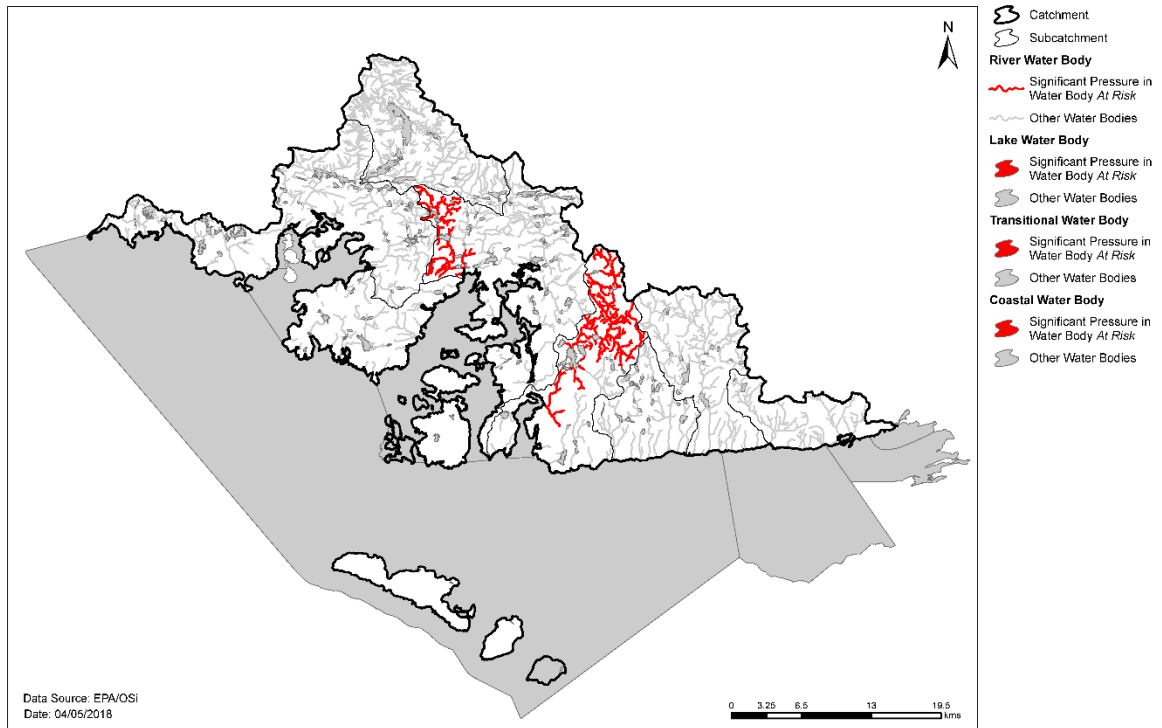 N
Catchment
Subcatchment
River Water Body
Significant Pressure in
Water Body At Risk
Other Water Bodies
Lake Water Body
Significant Pressure in
Water Body At Risk
Other Water Bodies
Transitional Water Body
Significant Pressure in
Water Body At Risk
Other Water Bodies
Coastal Water Body
Significant Pressure in
Water Body At Risk
Other Water Bodies
Data Source: EPA/OSi
Date: 04/05/2018
0 3.25 6.5 13 19.5
kms